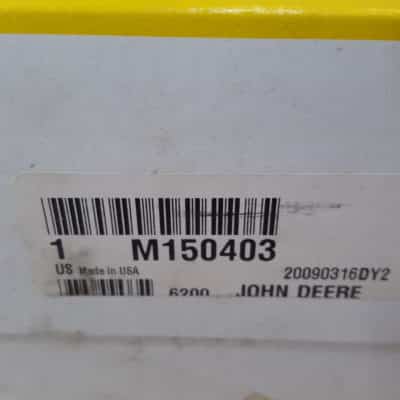 1 M150403
US Made in USA 20090316DY2
6200 JOHN DEERE